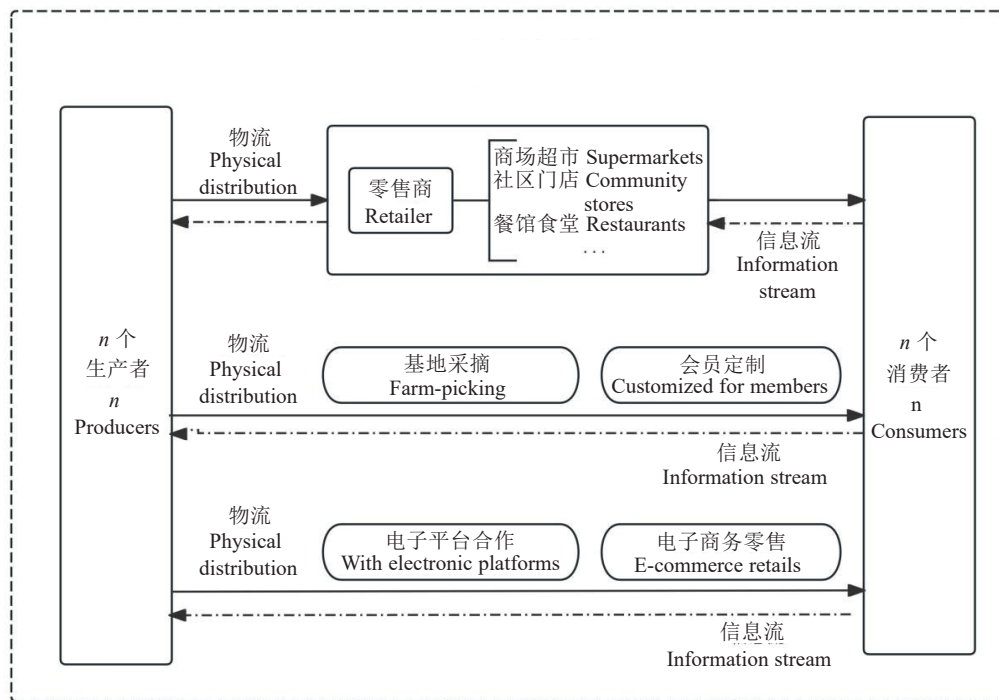 物流
Physical
distribution
零售商
Retailer
商场超市 Supermarkets
社区门店 Community
stores
餐馆食堂 Restaurants
...
信息流
Information
stream
n 个
生产者
n
Producers
物流
Physical
distribution
基地采摘
Farm-picking
会员定制
Customized for members
n 个
消费者
n
Consumers
信息流
Information stream
物流
Physical
distribution
电子平台合作
With electronic platforms
电子商务零售
E-commerce retails
信息流
Information stream